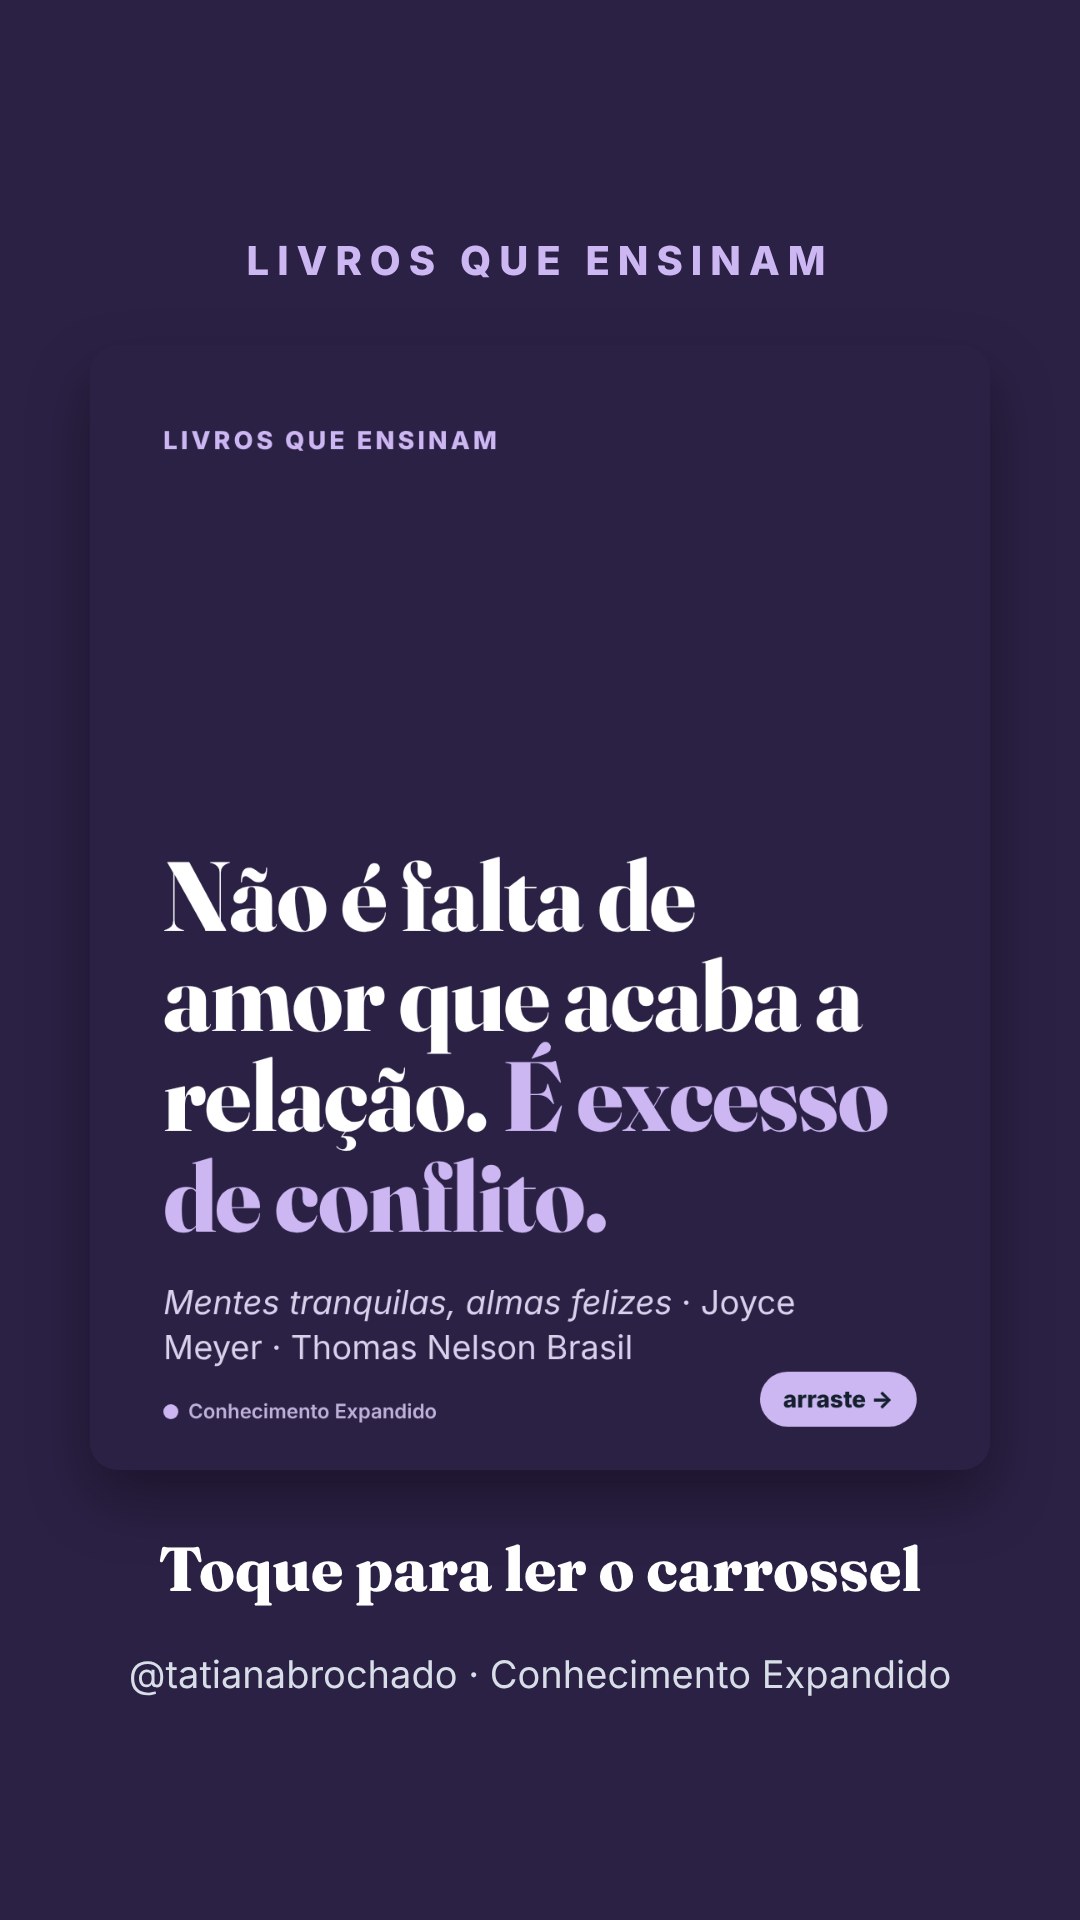 LIVROS QUE ENSINAM
LIVROS QUE ENSINAM
Não é falta de
amor que acaba a
relação. É excesso
de conflito.
Mentes tranquilas, almas felizes · Joyce
Meyer · Thomas Nelson Brasil
Conhecimento Expandido
arraste →
Toque para ler o carrossel
@tatianabrochado · Conhecimento Expandido